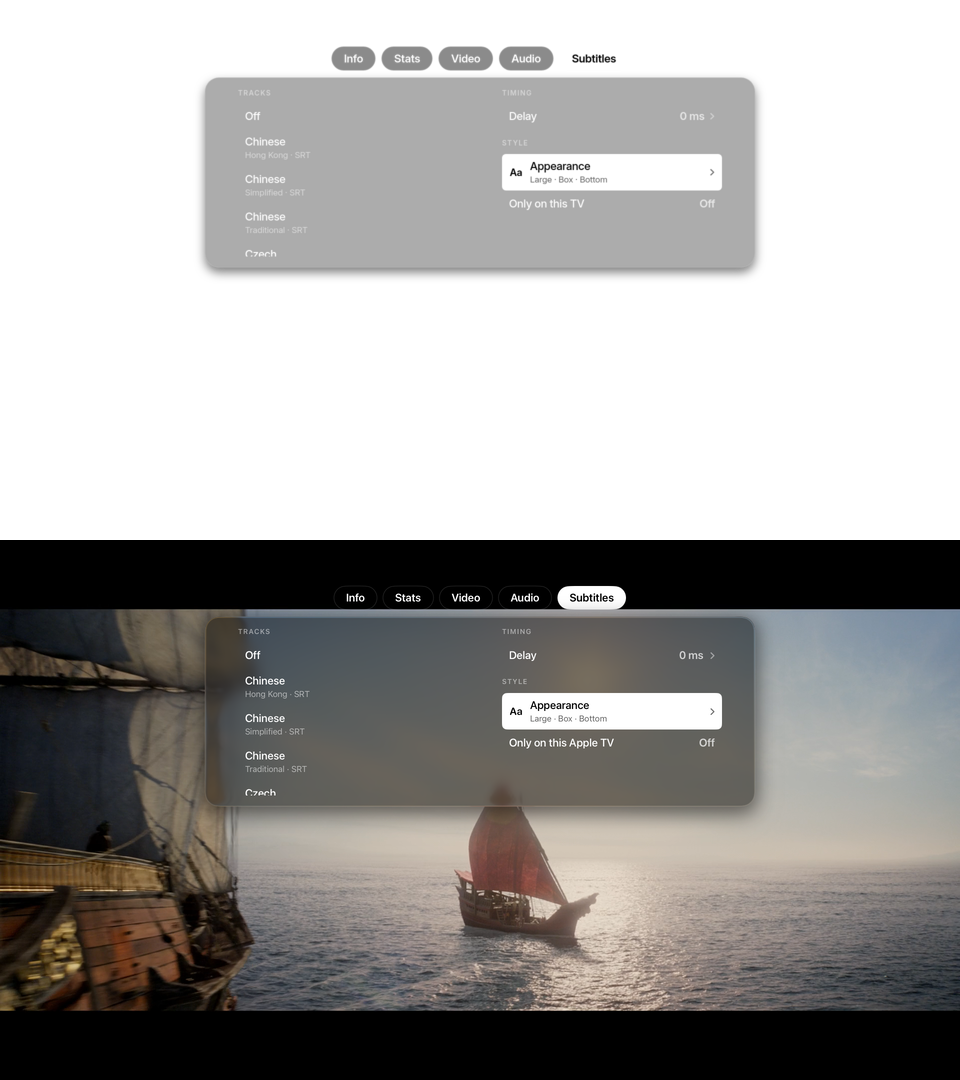 Info Stats Video Audio Subtitles
TRACKS
Off
Chinese
Hong Kong · SRT
Chinese
Simplified · SRT
Chinese
Traditional · SRT
Czech
TIMING
Delay 0 ms
STYLE
Aa Appearance
Large · Box · Bottom
Only on this TV Off
Info Stats Video Audio Subtitles
TRACKS
Off
Chinese
Hong Kong · SRT
Chinese
Simplified · SRT
Chinese
Traditional · SRT
Czech
TIMING
Delay 0 ms
STYLE
Aa Appearance
Large · Box · Bottom
Only on this Apple TV Off